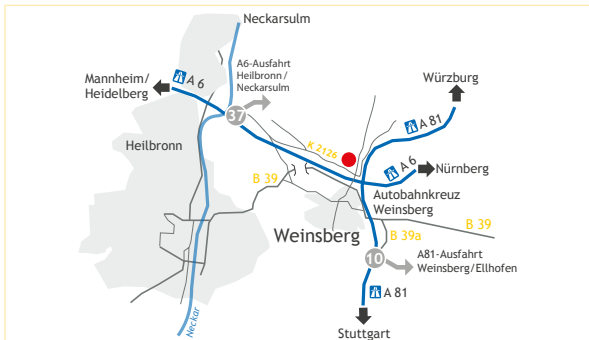 Neckarsulm
A6-Ausfahrt
Heilbronn /
Neckarsulm
Mannheim/
Heidelberg
A 6
Würzburg
37
A 81
Heilbronn
K 2126
A 6
Nürnberg
B 39
Autobahnkreuz
Weinsberg
Weinsberg
B 39
B 39a
10
A81-Ausfahrt
Weinsberg/Ellhofen
A 81
Neckar
Stuttgart